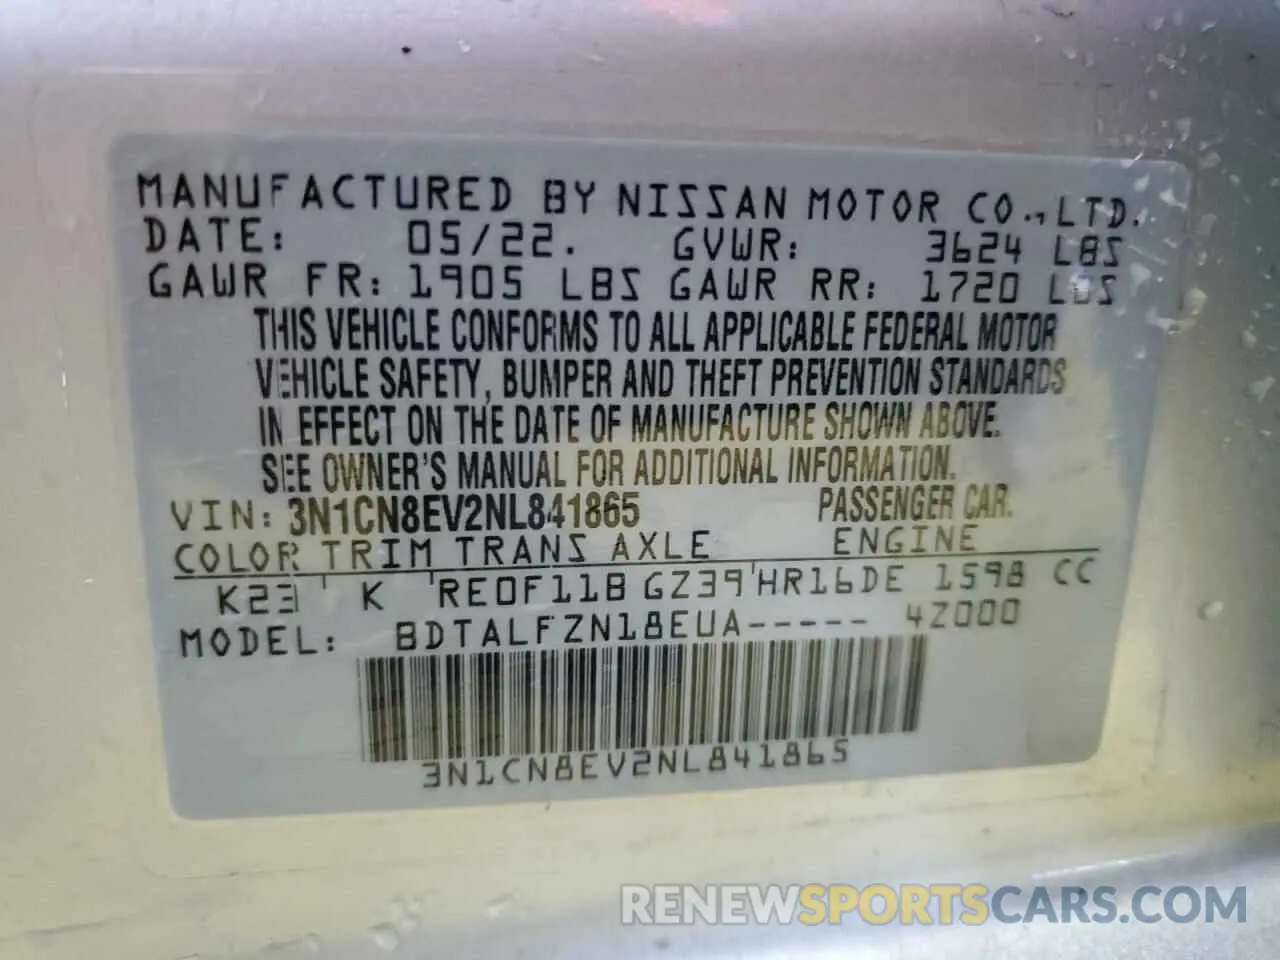 MANUFACTURED BY NISSAN MOTOR CO., LTD.
DATE: 05/22. GVWR: 3624 LBS
GAWR FR: 1905 LBS GAWR RR: 1720 LBS
THIS VEHICLE CONFORMS TO ALL APPLICABLE FEDERAL MOTOR
VEHICLE SAFETY, BUMPER AND THEFT PREVENTION STANDARDS
IN EFFECT ON THE DATE OF MANUFACTURE SHOWN ABOVE.
SEE OWNER'S MANUAL FOR ADDITIONAL INFORMATION.
VIN: 3N1CN8EV2NL841865 PASSENGER CAR.
COLOR TRIM TRANS AXLE ENGINE
K23 K RE0F11B GZ39 HR16DE 1598 CC
MODEL: BDTALFZN18EUA----- 4Z000
3N1CN8EV2NL841865
RENEWSPORTSCARS.COM